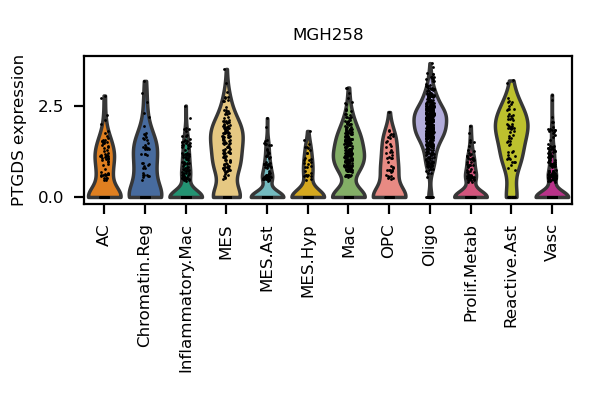 MGH258
PTGDS expression
2.5
0.0
AC
Chromatin.Reg
Inflammatory.Mac
MES
MES.Ast
MES.Hyp
Mac
OPC
Oligo
Prolif.Metab
Reactive.Ast
Vasc